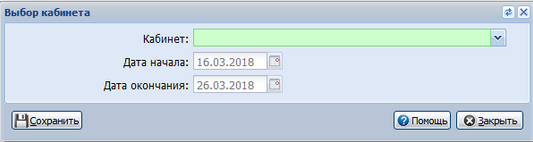 Выбор кабинета
Кабинет:
Дата начала: 16.03.2018
Дата окончания: 26.03.2018
Сохранить Помощь Закрыть